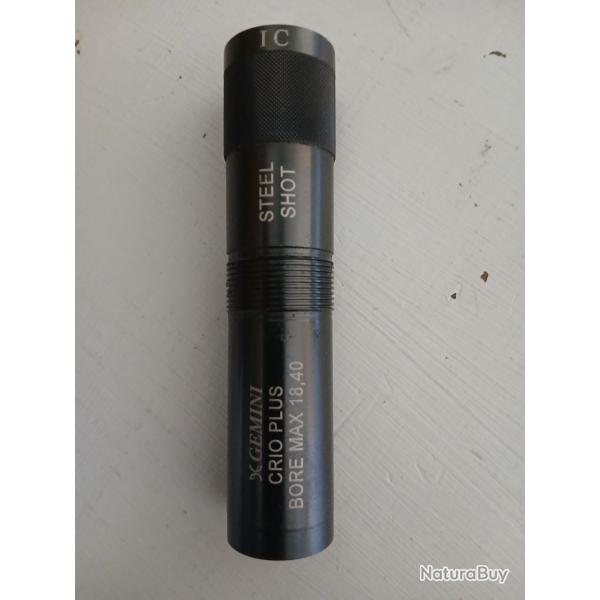 IC
STEEL
SHOT
GEMINI
CRIO PLUS
BORE MAX 18,40
NaturaBuy